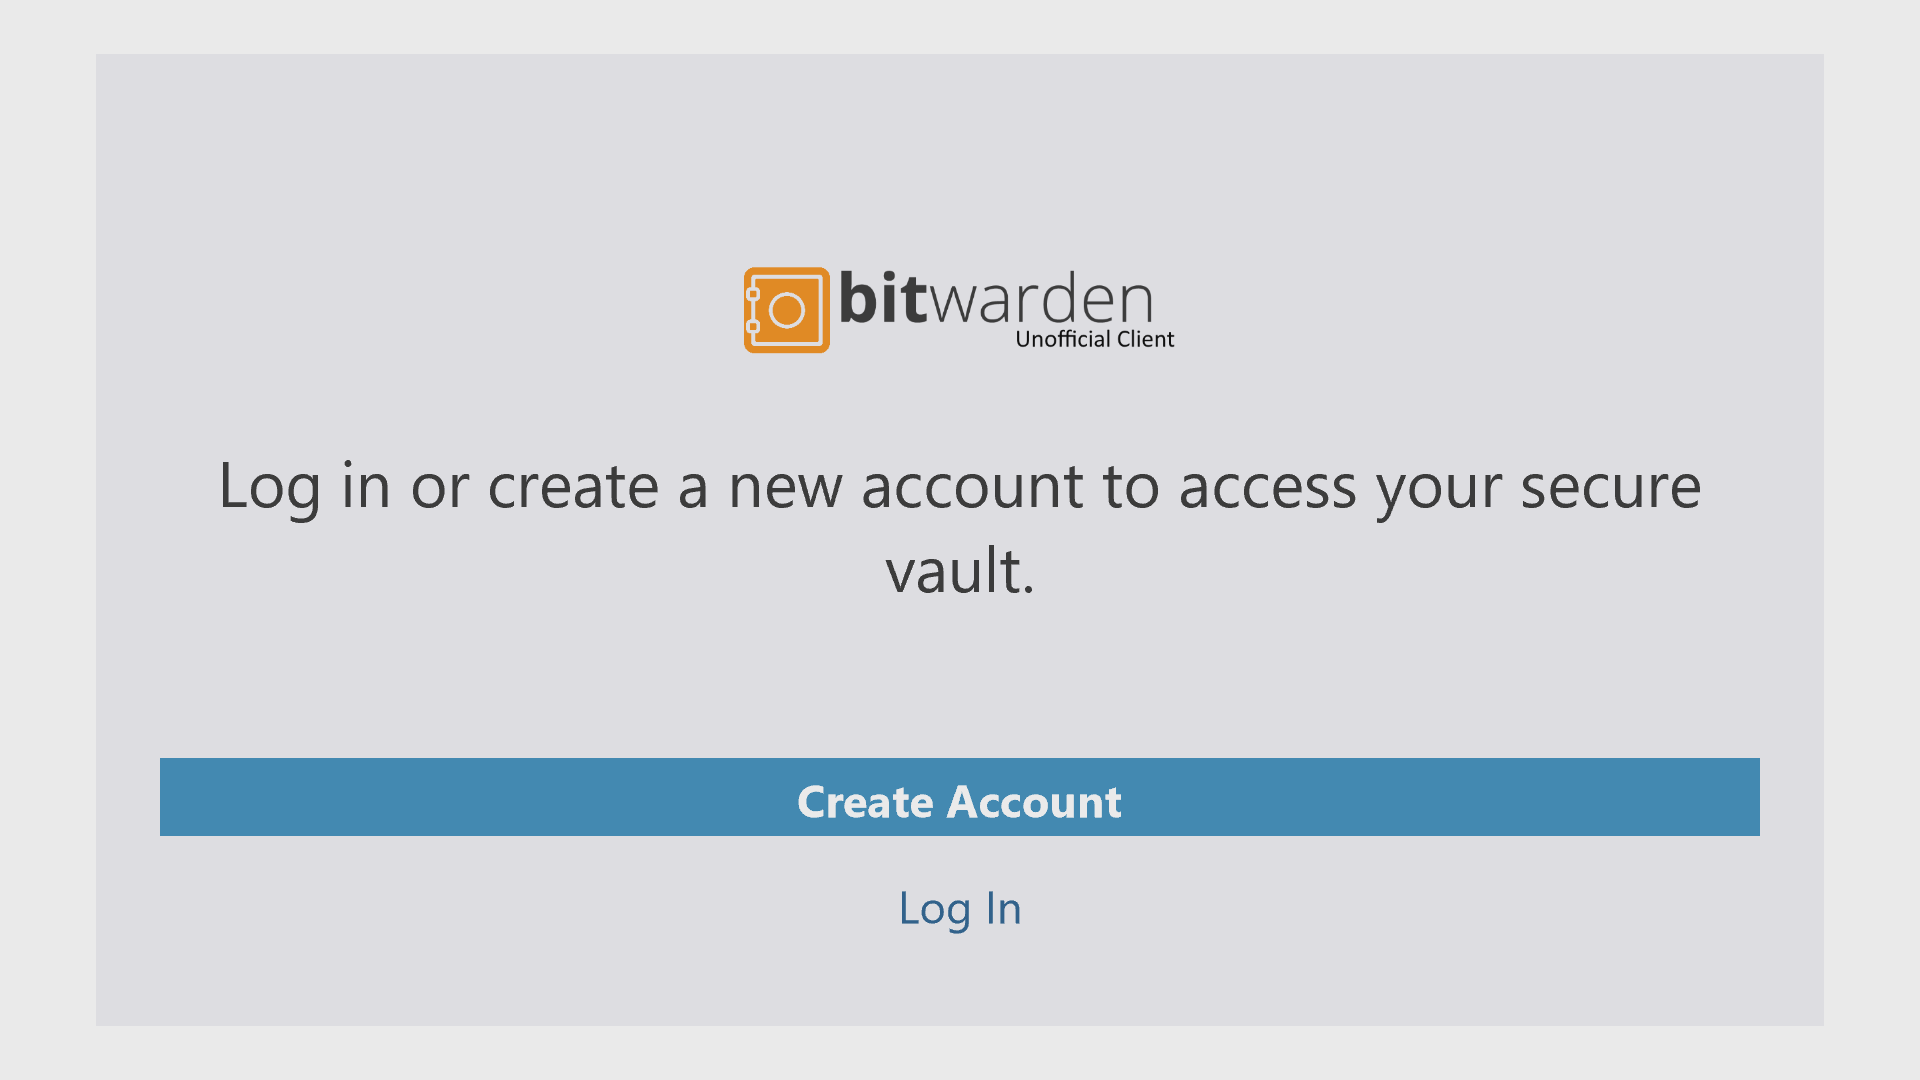 bitwarden
Unofficial Client
Log in or create a new account to access your secure
vault.
Create Account
Log In